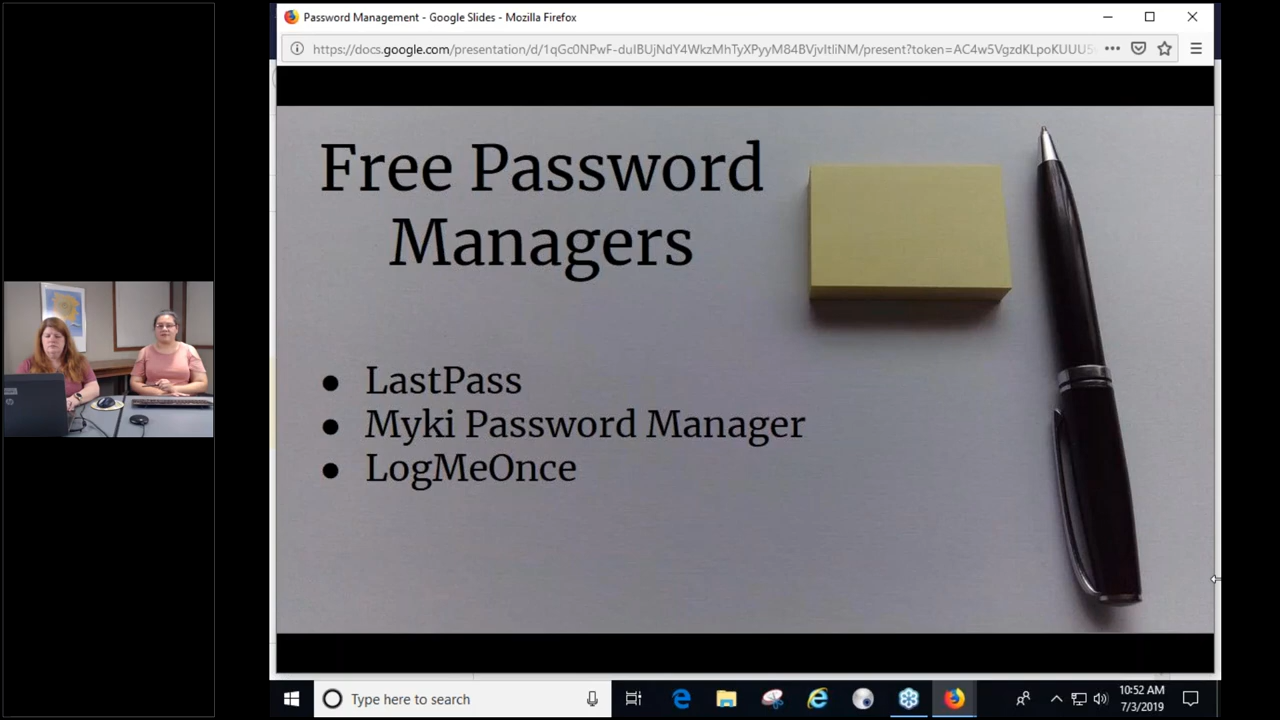 Password Management - Google Slides - Mozilla Firefox
https://docs.google.com/presentation/d/1qGc0NPwF-duIBUjNdY4WkzMhTyXPyyM84BVjvItIiNM/present?token=AC4w5VgzdKLpoKUUU5
Free Password
Managers
● LastPass
● Myki Password Manager
● LogMeOnce
Type here to search
10:52 AM
7/3/2019